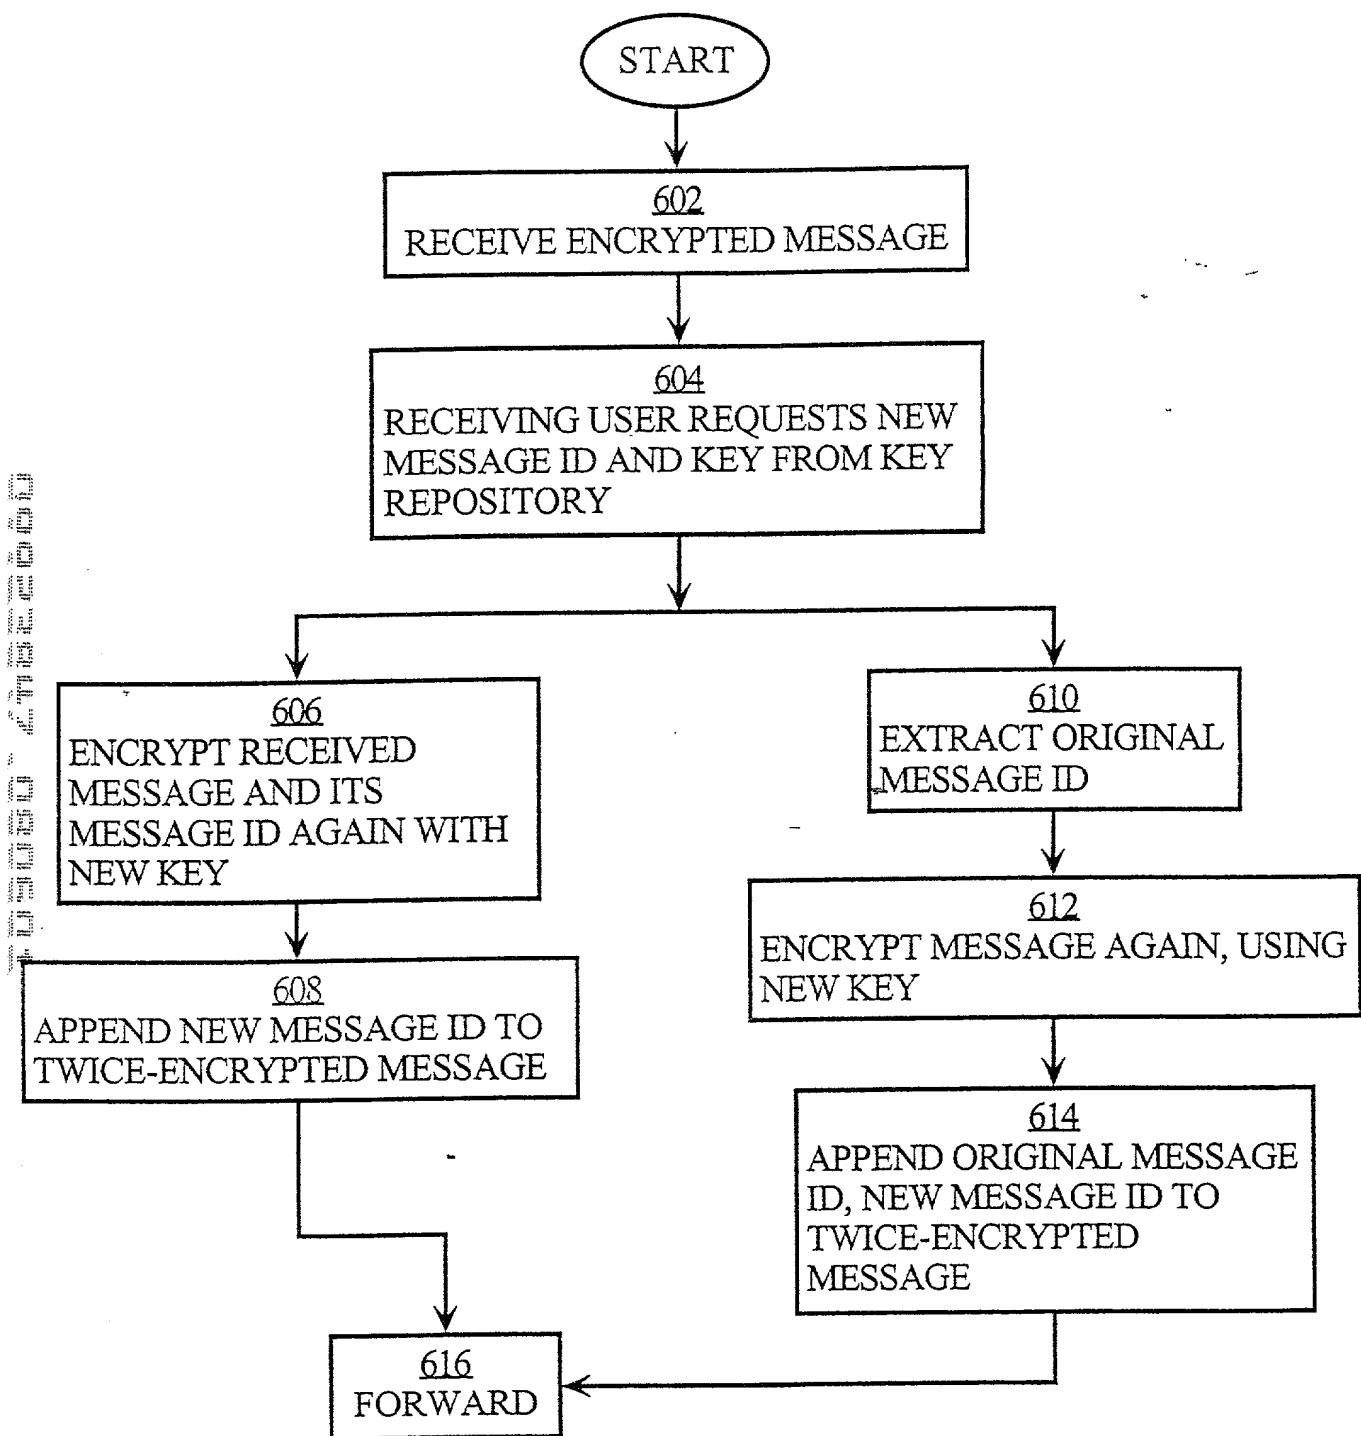 START
602
RECEIVE ENCRYPTED MESSAGE
604
RECEIVING USER REQUESTS NEW
MESSAGE ID AND KEY FROM KEY
REPOSITORY
606
ENCRYPT RECEIVED
MESSAGE AND ITS
MESSAGE ID AGAIN WITH
NEW KEY
608
APPEND NEW MESSAGE ID TO
TWICE-ENCRYPTED MESSAGE
610
EXTRACT ORIGINAL
MESSAGE ID
612
ENCRYPT MESSAGE AGAIN, USING
NEW KEY
614
APPEND ORIGINAL MESSAGE
ID, NEW MESSAGE ID TO
TWICE-ENCRYPTED
MESSAGE
616
FORWARD